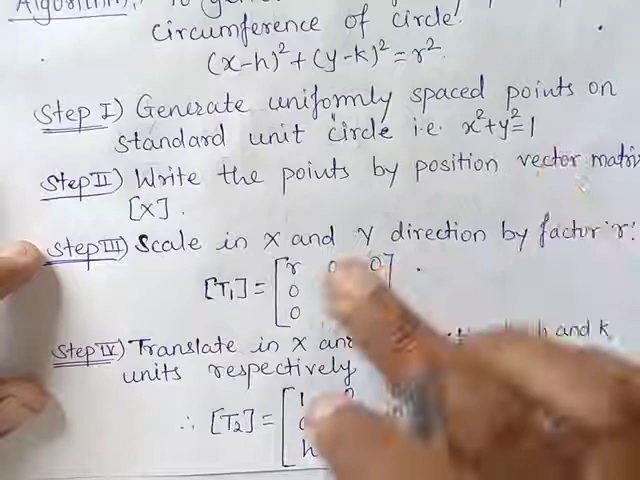 circumference of circle!
(x-h)²+(y-k)²=r²
Step I) Generate uniformly spaced points on
standard unit circle i.e. x²+y²=1
Step II) Write the points by position vector matrix
[X].
Step III) Scale in X and Y direction by factor 'r'.
[T₁] = [r 0 0]
0
0
Step IV) Translate in X and h and k
units respectively
∴ [T₂] = [1
h